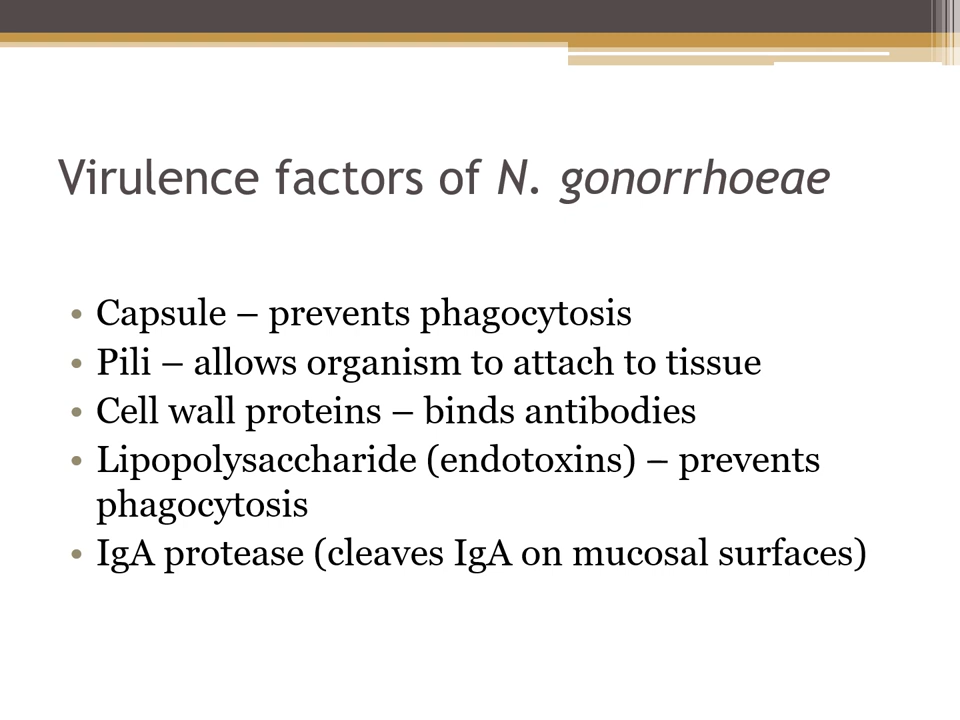 Virulence factors of N. gonorrhoeae
• Capsule – prevents phagocytosis
• Pili – allows organism to attach to tissue
• Cell wall proteins – binds antibodies
• Lipopolysaccharide (endotoxins) – prevents
phagocytosis
• IgA protease (cleaves IgA on mucosal surfaces)